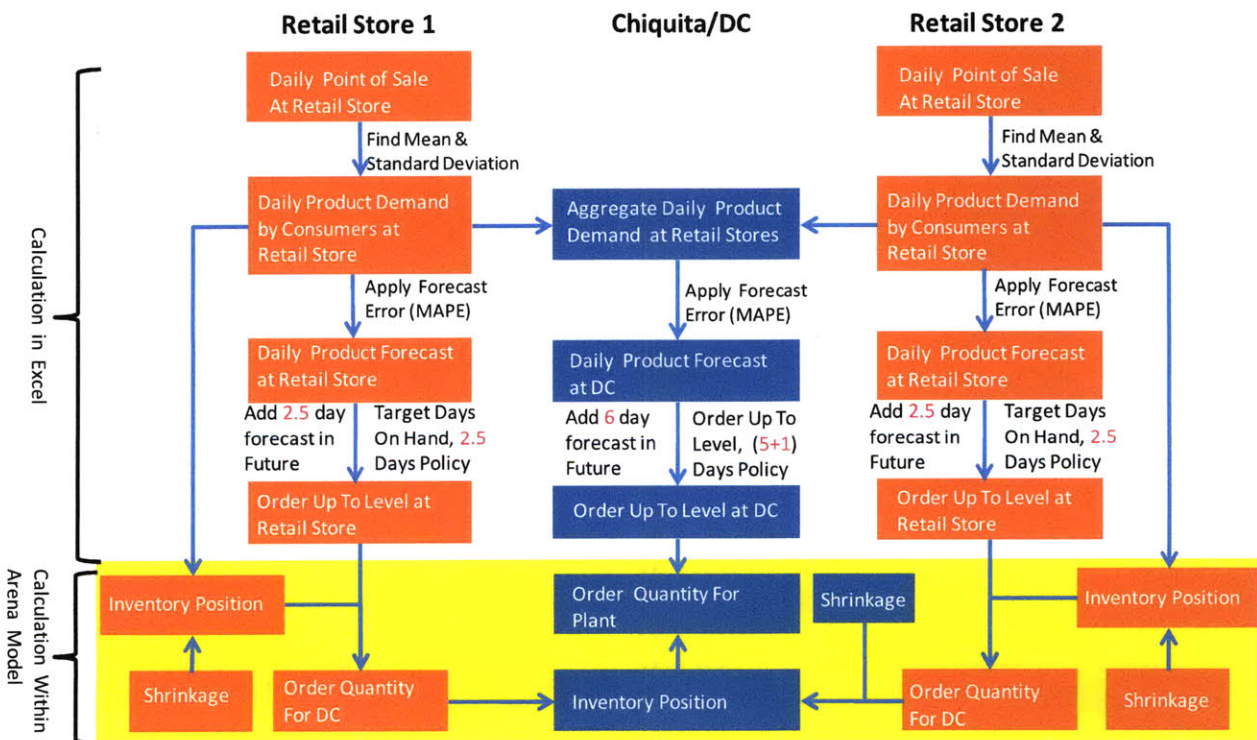 Retail Store 1
Chiquita/DC
Retail Store 2
Daily Point of Sale
At Retail Store
Daily Point of Sale
At Retail Store
Find Mean &
Standard Deviation
Find Mean &
Standard Deviation
Daily Product Demand
by Consumers at
Retail Store
Aggregate Daily Product
Demand at Retail Stores
Daily Product Demand
by Consumers at
Retail Store
Calculation in Excel
Apply Forecast
Error (MAPE)
Apply Forecast
Error (MAPE)
Apply Forecast
Error (MAPE)
Daily Product Forecast
at Retail Store
Daily Product Forecast
at DC
Daily Product Forecast
at Retail Store
Add 2.5 day
forecast in
Future
Target Days
On Hand, 2.5
Days Policy
Add 6 day
forecast in
Future
Order Up To
Level, (5+1)
Days Policy
Add 2.5 day
forecast in
Future
Target Days
On Hand, 2.5
Days Policy
Order Up To Level at
Retail Store
Order Up To Level at DC
Order Up To Level at
Retail Store
Calculation Within
Arena Model
Inventory Position
Order Quantity For
Plant
Shrinkage
Inventory Position
Shrinkage
Order Quantity
For DC
Inventory Position
Order Quantity
For DC
Shrinkage